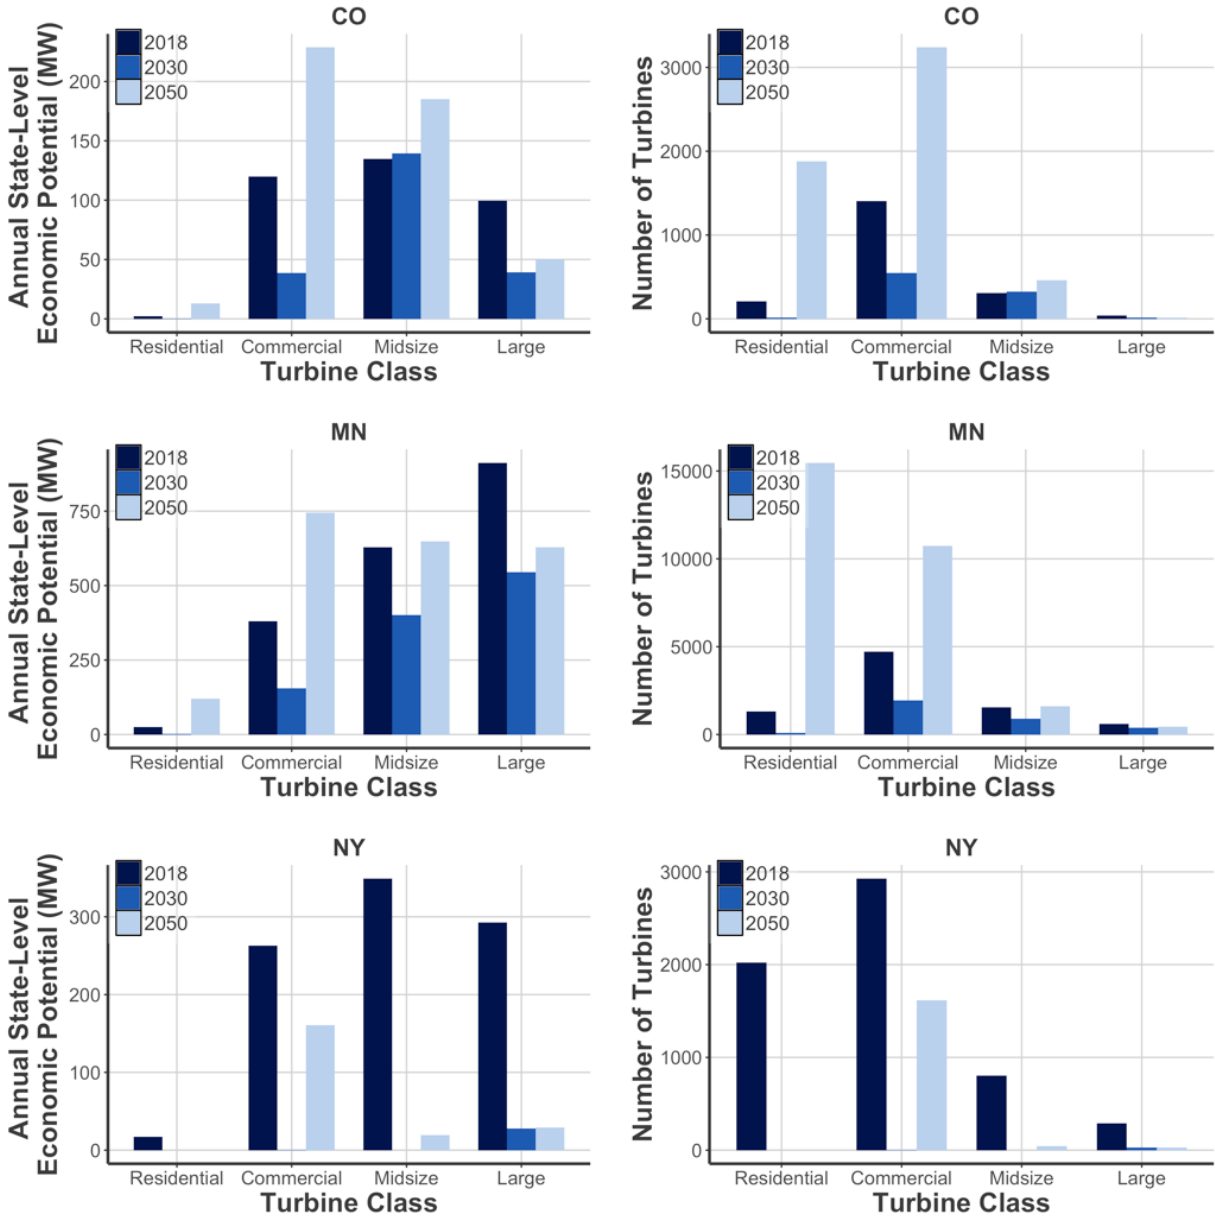 CO
Annual State-Level
Economic Potential (MW)
200
150
100
50
0
2018
2030
2050
Residential Commercial Midsize Large
Turbine Class
CO
Number of Turbines
3000
2000
1000
0
2018
2030
2050
Residential Commercial Midsize Large
Turbine Class
MN
Annual State-Level
Economic Potential (MW)
750
500
250
0
2018
2030
2050
Residential Commercial Midsize Large
Turbine Class
MN
Number of Turbines
15000
10000
5000
0
2018
2030
2050
Residential Commercial Midsize Large
Turbine Class
NY
Annual State-Level
Economic Potential (MW)
300
200
100
0
2018
2030
2050
Residential Commercial Midsize Large
Turbine Class
NY
Number of Turbines
3000
2000
1000
0
2018
2030
2050
Residential Commercial Midsize Large
Turbine Class